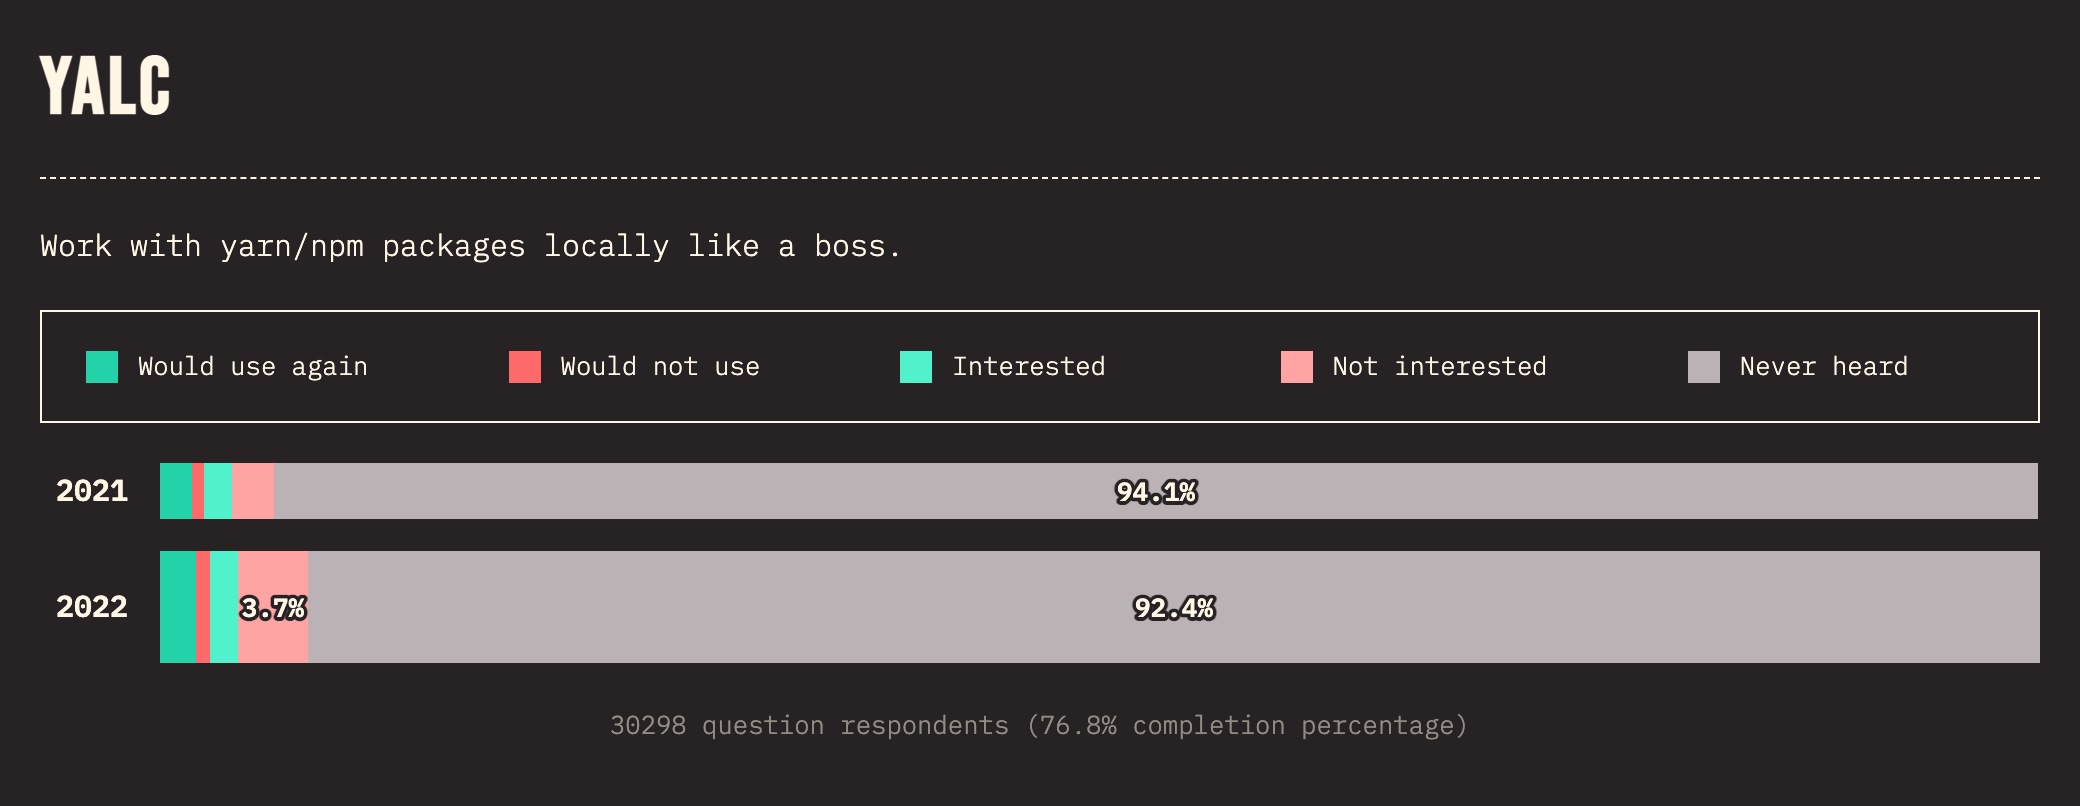 YALC
Work with yarn/npm packages locally like a boss.
Would use again Would not use Interested Not interested Never heard
2021 94.1%
2022 3.7% 92.4%
30298 question respondents (76.8% completion percentage)